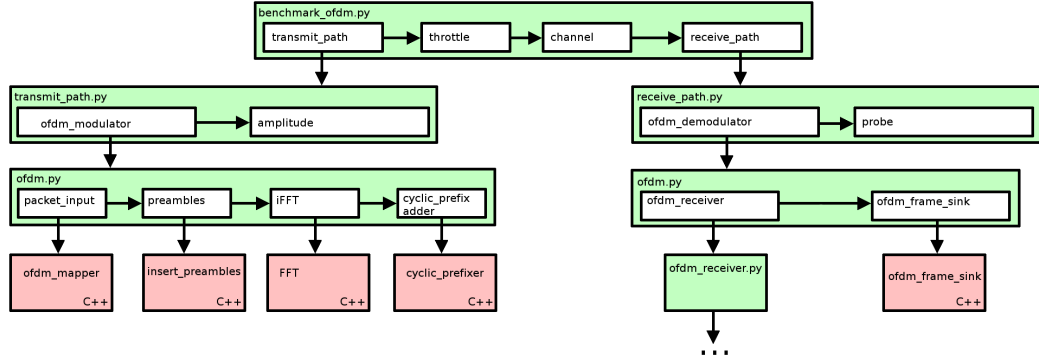 benchmark_ofdm.py
transmit_path
throttle
channel
receive_path
transmit_path.py
ofdm_modulator
amplitude
receive_path.py
ofdm_demodulator
probe
ofdm.py
packet_input
preambles
iFFT
cyclic_prefix
adder
ofdm.py
ofdm_receiver
ofdm_frame_sink
ofdm_mapper
C++
insert_preambles
C++
FFT
C++
cyclic_prefixer
C++
ofdm_receiver.py
ofdm_frame_sink
C++
...